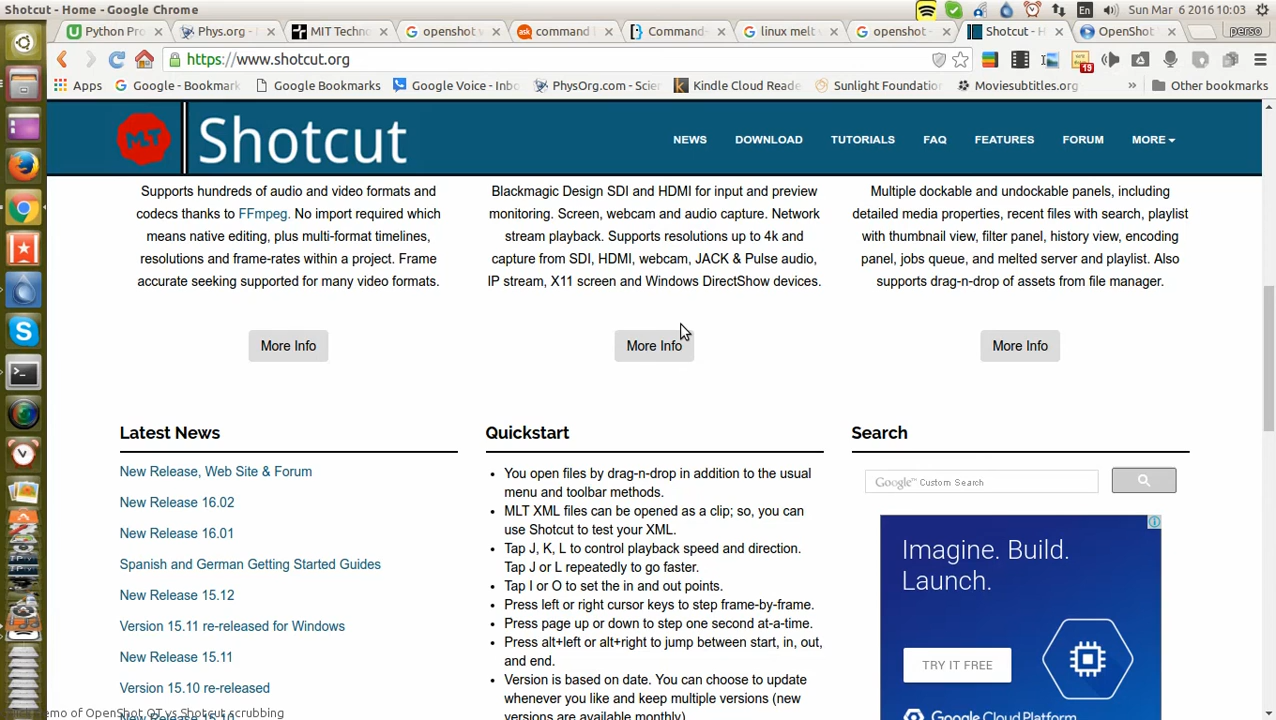 Shotcut - Home - Google Chrome
En
Sun Mar 6 2016 10:03
Python Pro
Phys.org -
MIT Techn
openshot v
command l
Command-
linux melt v
openshot -
Shotcut - H
OpenShot
perso
https://www.shotcut.org
19
Apps
Google - Bookmark
Google Bookmarks
Google Voice - Inbo
PhysOrg.com - Scien
Kindle Cloud Reade
Sunlight Foundation
Moviesubtitles.org
»
Other bookmarks
MLT
Shotcut
NEWS
DOWNLOAD
TUTORIALS
FAQ
FEATURES
FORUM
MORE
Supports hundreds of audio and video formats and
codecs thanks to FFmpeg. No import required which
means native editing, plus multi-format timelines,
resolutions and frame-rates within a project. Frame
accurate seeking supported for many video formats.
More Info
Blackmagic Design SDI and HDMI for input and preview
monitoring. Screen, webcam and audio capture. Network
stream playback. Supports resolutions up to 4k and
capture from SDI, HDMI, webcam, JACK & Pulse audio,
IP stream, X11 screen and Windows DirectShow devices.
More Info
Multiple dockable and undockable panels, including
detailed media properties, recent files with search, playlist
with thumbnail view, filter panel, history view, encoding
panel, jobs queue, and melted server and playlist. Also
supports drag-n-drop of assets from file manager.
More Info
Latest News
New Release, Web Site & Forum
New Release 16.02
New Release 16.01
Spanish and German Getting Started Guides
New Release 15.12
Version 15.11 re-released for Windows
New Release 15.11
Version 15.10 re-released
New Release 15.10
Quickstart
• You open files by drag-n-drop in addition to the usual
menu and toolbar methods.
• MLT XML files can be opened as a clip; so, you can
use Shotcut to test your XML.
• Tap J, K, L to control playback speed and direction.
Tap J or L repeatedly to go faster.
• Tap I or O to set the in and out points.
• Press left or right cursor keys to step frame-by-frame.
• Press page up or down to step one second at-a-time.
• Press alt+left or alt+right to jump between start, in, out,
and end.
• Version is based on date. You can choose to update
whenever you like and keep multiple versions (new
versions are available monthly)
Search
Google™ Custom Search
Imagine. Build.
Launch.
TRY IT FREE
Google Cloud Platform
emo of OpenShot QT vs Shotcut scrubbing